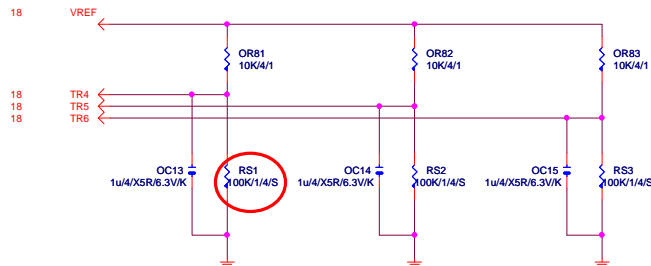 18 VREF
OR81 OR82 OR83
10K/4/1 10K/4/1 10K/4/1
18 TR4
18 TR5
18 TR6
OC13 RS1 OC14 RS2 OC15 RS3
1u/4/X5R/6.3V/K 100K/1/4/S 1u/4/X5R/6.3V/K 100K/1/4/S 1u/4/X5R/6.3V/K 100K/1/4/S